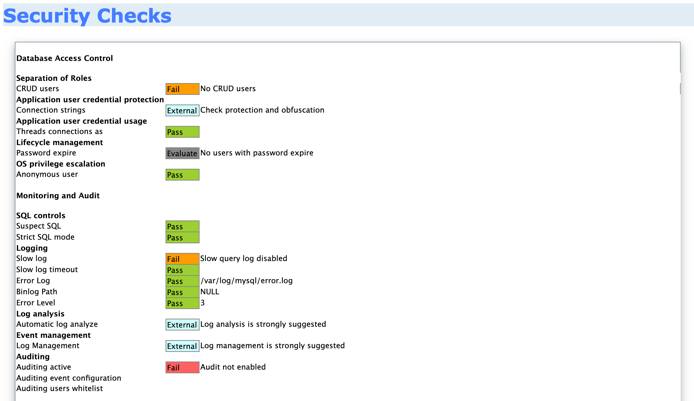 Security Checks
Database Access Control
Separation of Roles
CRUD users Fail No CRUD users
Application user credential protection
Connection strings External Check protection and obfuscation
Application user credential usage
Threads connections as Pass
Lifecycle management
Password expire Evaluate No users with password expire
OS privilege escalation
Anonymous user Pass
Monitoring and Audit
SQL controls
Suspect SQL Pass
Strict SQL mode Pass
Logging
Slow log Fail Slow query log disabled
Slow log timeout Pass
Error Log Pass /var/log/mysql/error.log
Binlog Path Pass NULL
Error Level Pass 3
Log analysis
Automatic log analyze External Log analysis is strongly suggested
Event management
Log Management External Log management is strongly suggested
Auditing
Auditing active Fail Audit not enabled
Auditing event configuration
Auditing users whitelist